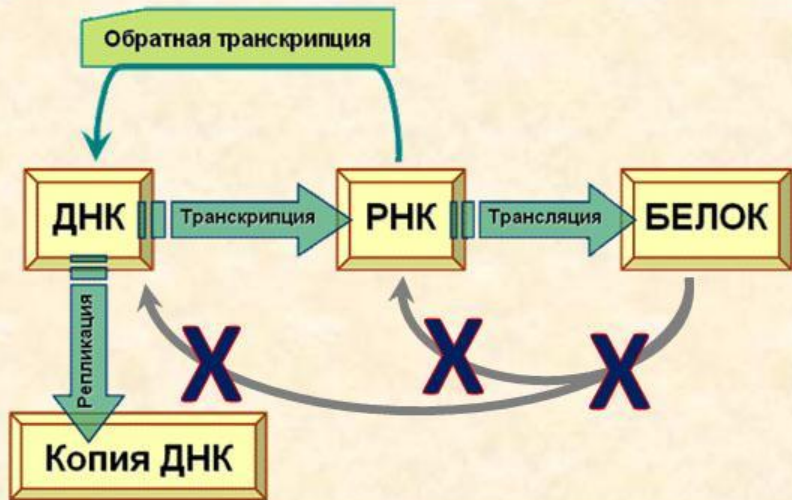 Обратная транскрипция
ДНК
Транскрипция
РНК
Трансляция
БЕЛОК
Репликация
X
X
X
Копия ДНК